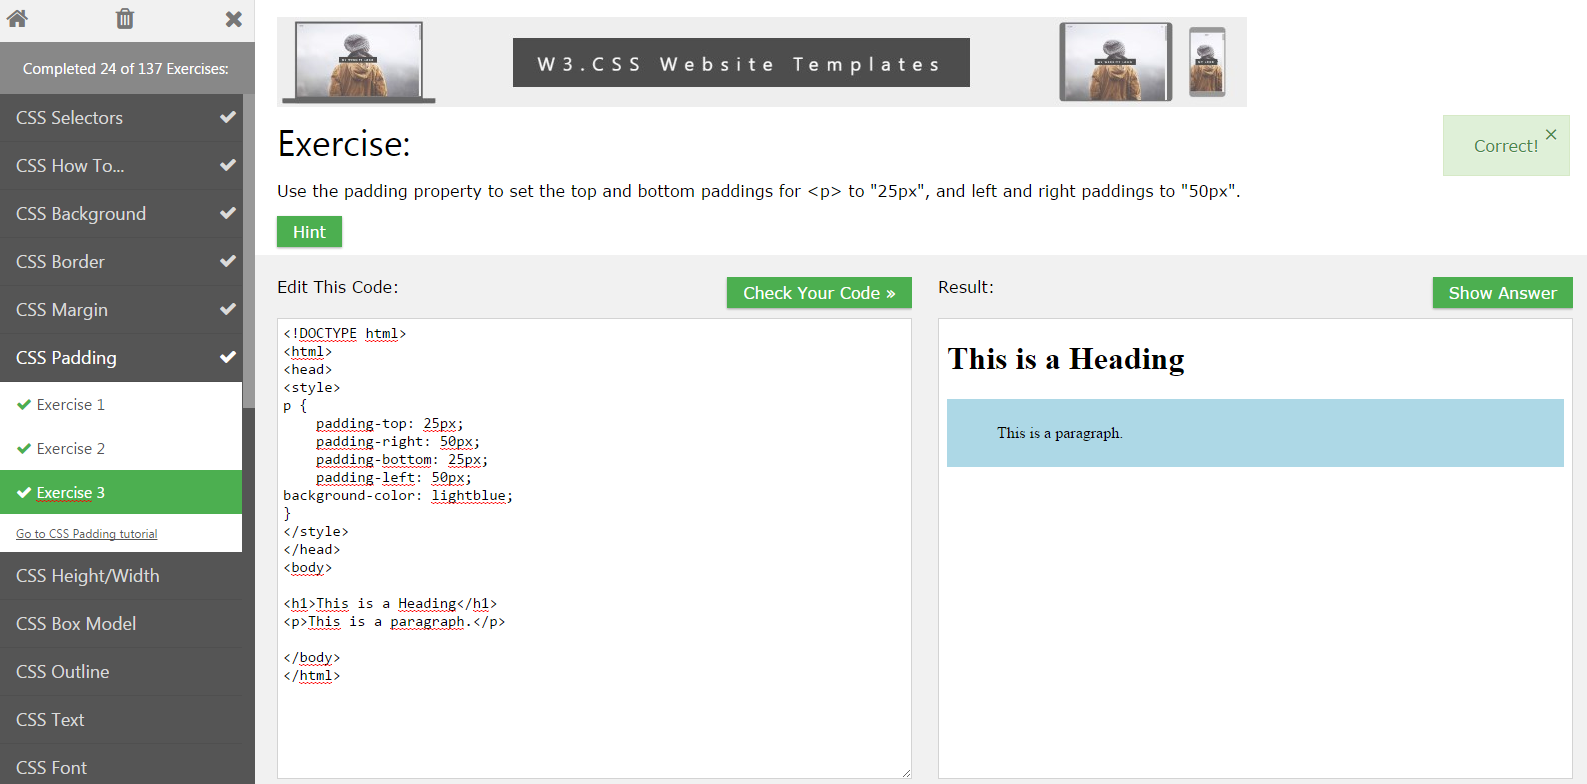 Completed 24 of 137 Exercises:
CSS Selectors
CSS How To...
CSS Background
CSS Border
CSS Margin
CSS Padding
Exercise 1
Exercise 2
Exercise 3
Go to CSS Padding tutorial
CSS Height/Width
CSS Box Model
CSS Outline
CSS Text
CSS Font
W3.CSS Website Templates
Exercise:
Correct! ×
Use the padding property to set the top and bottom paddings for <p> to "25px", and left and right paddings to "50px".
Hint
Edit This Code:
Check Your Code »
<!DOCTYPE html>
<html>
<head>
<style>
p {
    padding-top: 25px;
    padding-right: 50px;
    padding-bottom: 25px;
    padding-left: 50px;
background-color: lightblue;
}
</style>
</head>
<body>
<h1>This is a Heading</h1>
<p>This is a paragraph.</p>
</body>
</html>
Result:
Show Answer
This is a Heading
This is a paragraph.